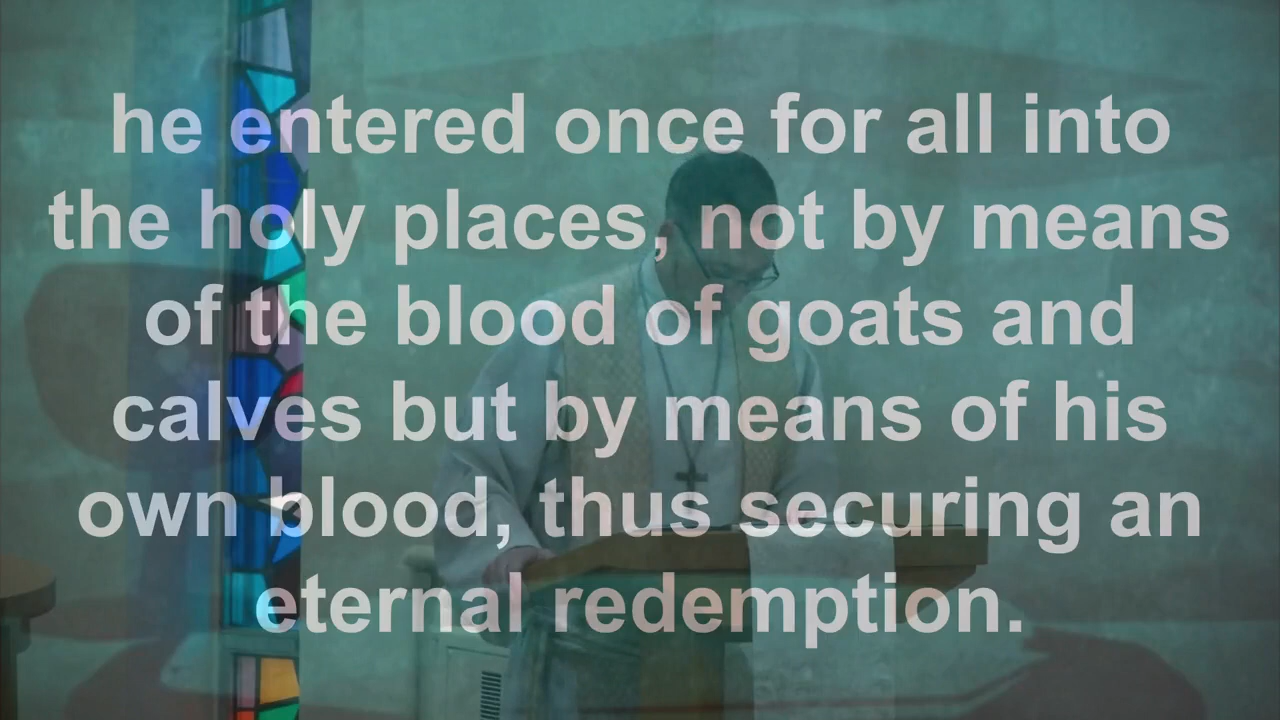 he entered once for all into
the holy places, not by means
of the blood of goats and
calves but by means of his
own blood, thus securing an
eternal redemption.